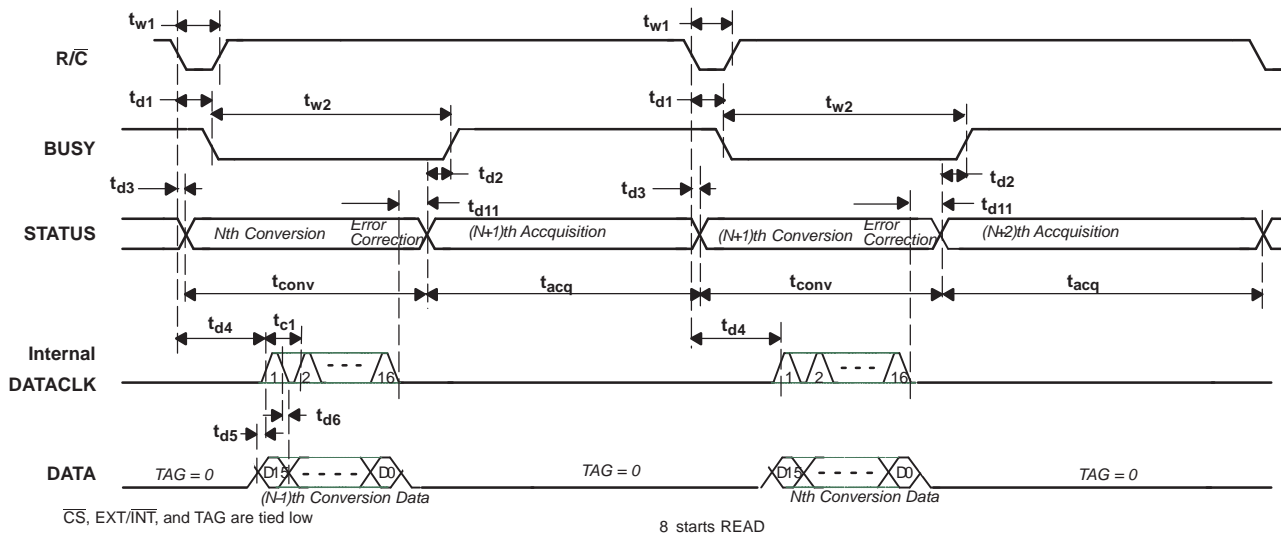 tw1
tw1
R/C̅
td1
tw2
td1
tw2
BUSY
td2
td2
td3
td3
td11
td11
STATUS
Nth Conversion
Error Correction
(N+1)th Accquisition
(N+1)th Conversion
Error Correction
(N+2)th Accquisition
tconv
tacq
tconv
tacq
td4
tc1
td4
Internal
DATACLK
1
2
- - -
16
1
2
- - -
16
td6
td5
DATA
TAG = 0
D15
- - - -
D0
TAG = 0
D15
- - - -
D0
TAG = 0
(N-1)th Conversion Data
Nth Conversion Data
C̅S̅, EXT/I̅N̅T̅, and TAG are tied low
8 starts READ